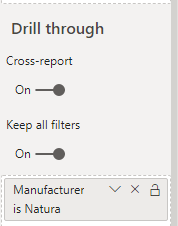 Drill through
Cross-report
On
Keep all filters
On
Manufacturer
is Natura